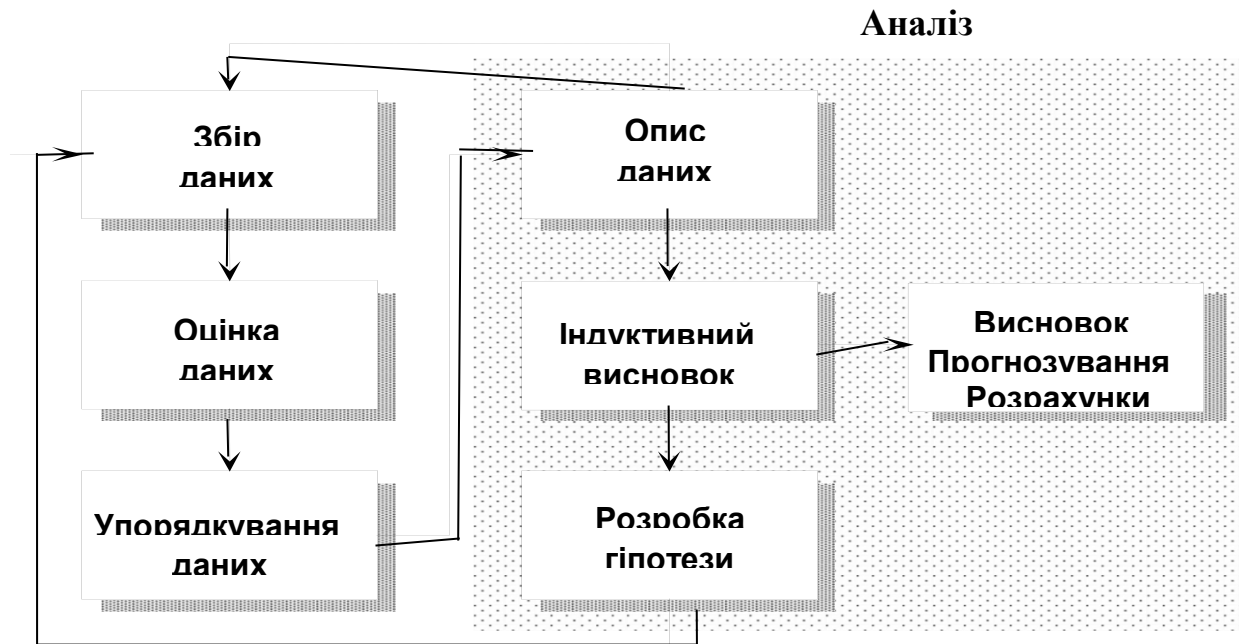 Аналіз
Збір
даних
Опис
даних
Оцінка
даних
Індуктивний
висновок
Висновок
Прогнозування
Розрахунки
Упорядкування
даних
Розробка
гіпотези